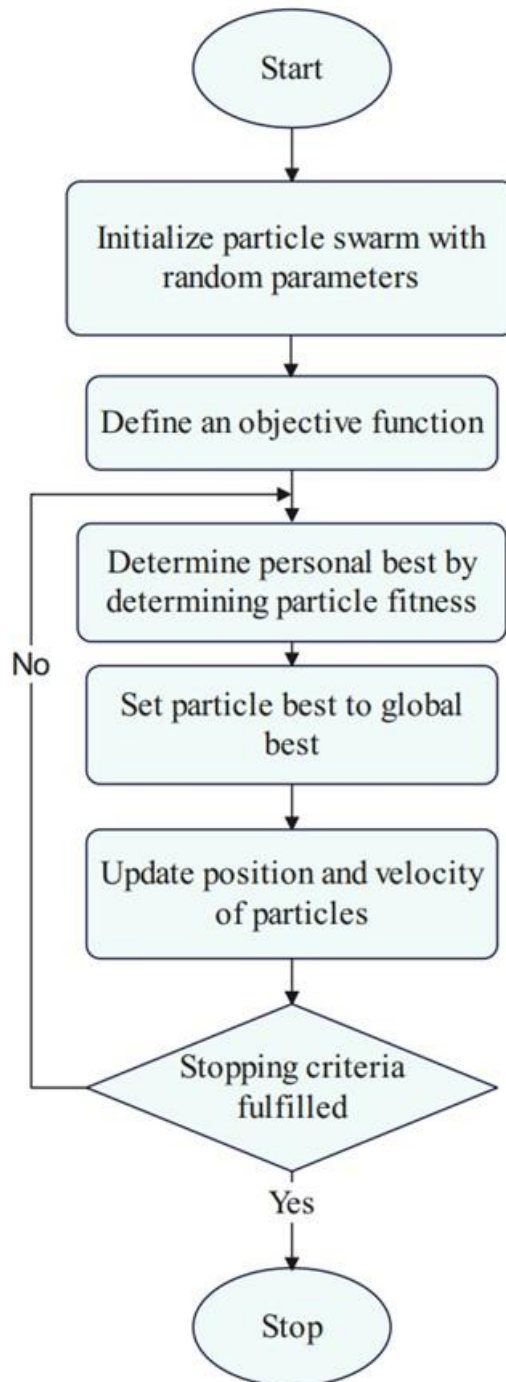 Start
Initialize particle swarm with
random parameters
Define an objective function
Determine personal best by
determining particle fitness
No
Set particle best to global
best
Update position and velocity
of particles
Stopping criteria
fulfilled
Yes
Stop